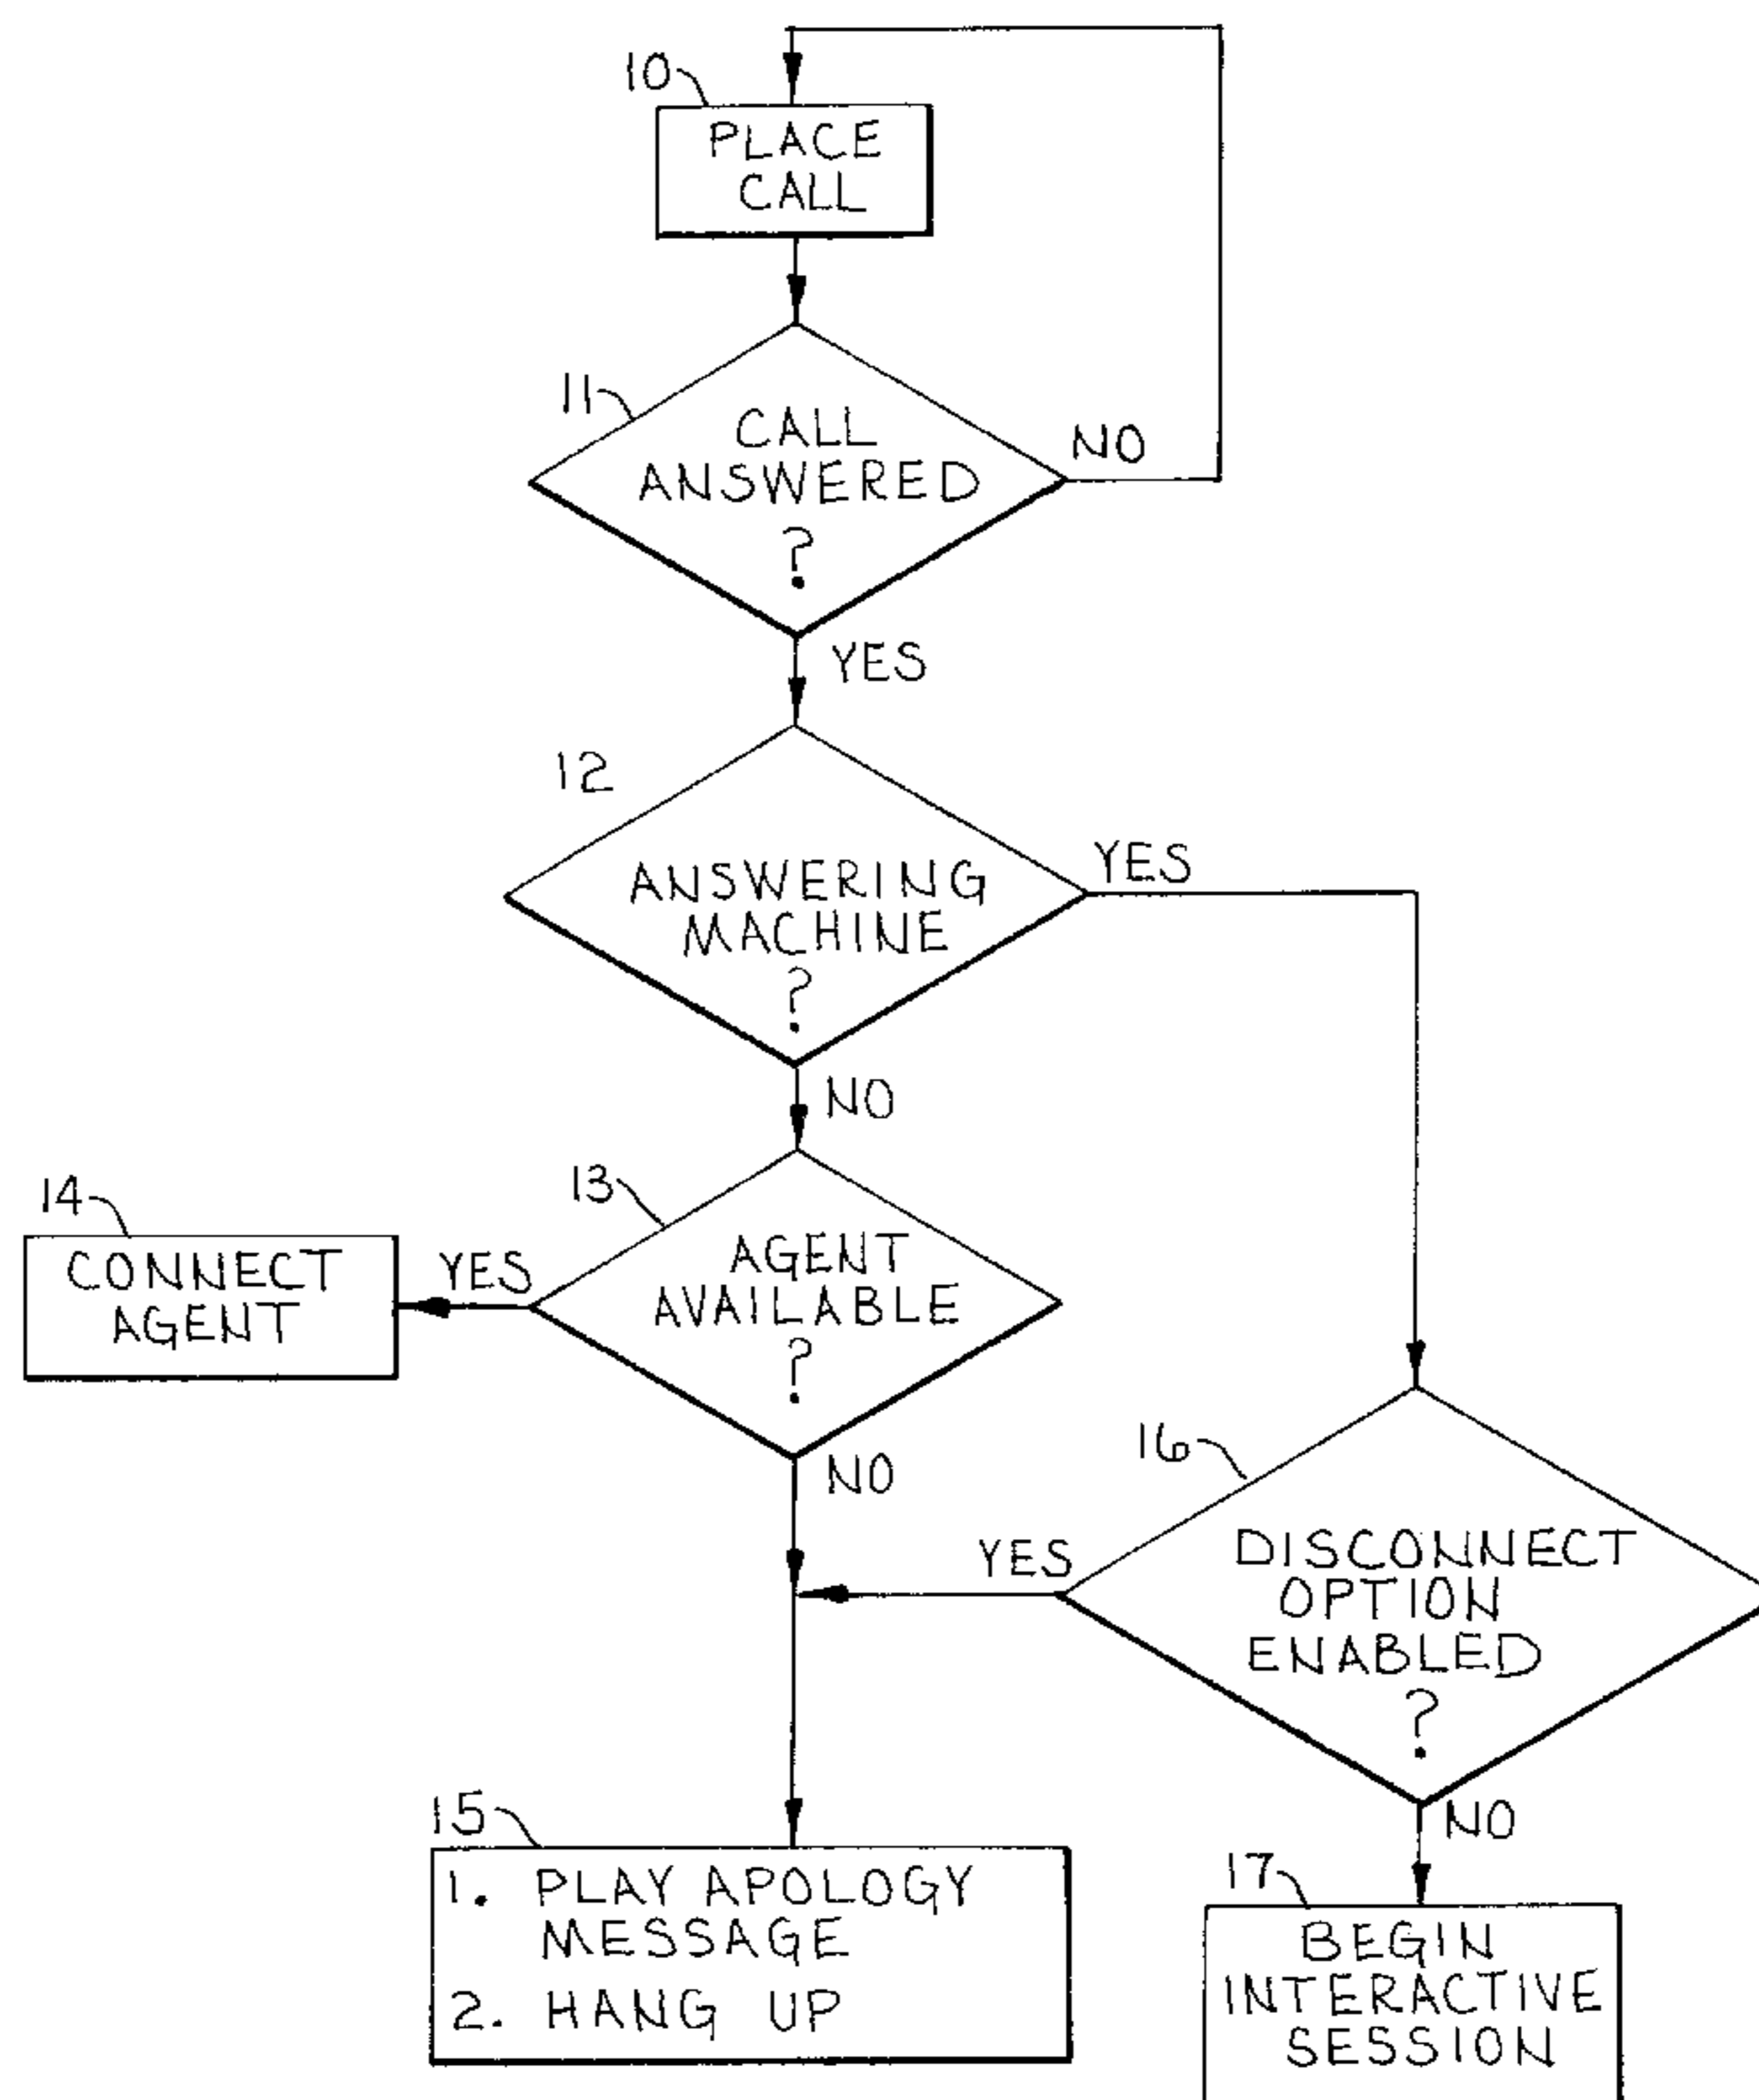 10
PLACE
CALL
11
CALL
ANSWERED
?
NO
YES
12
ANSWERING
MACHINE
?
YES
NO
13
AGENT
AVAILABLE
?
YES
14
CONNECT
AGENT
NO
16
DISCONNECT
OPTION
ENABLED
?
YES
NO
15
1. PLAY APOLOGY
MESSAGE
2. HANG UP
17
BEGIN
INTERACTIVE
SESSION